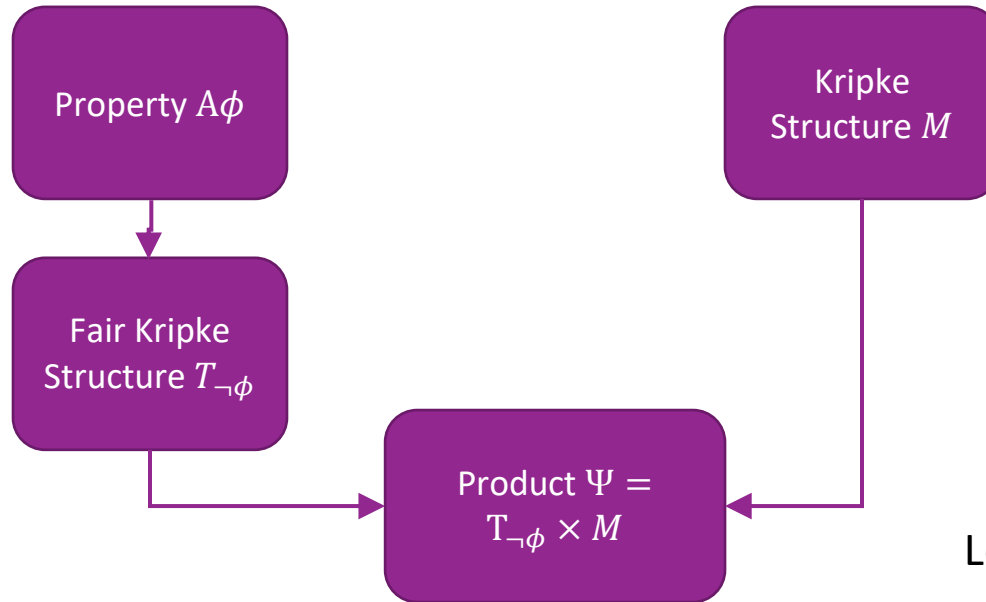 Property Aϕ
Kripke
Structure M
Fair Kripke
Structure T¬ϕ
Product Ψ =
T¬ϕ × M